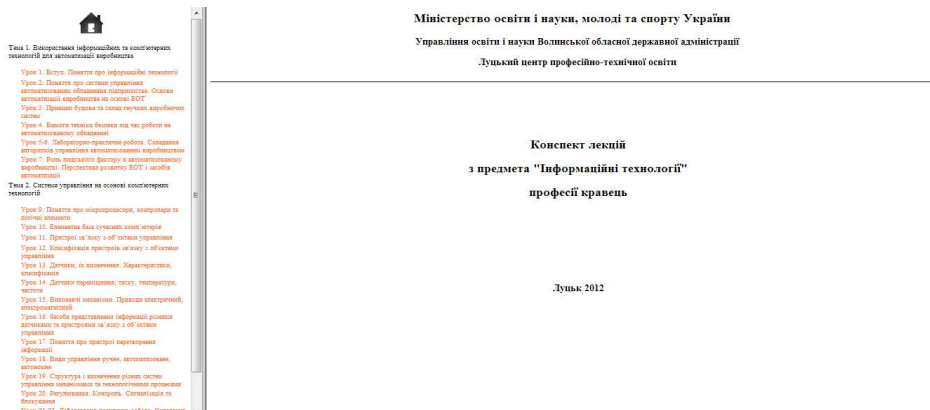 Тема 1. Використання інформаційних та комп'ютерних
технологій для автоматизації виробництва
Урок 1. Вступ. Поняття про інформаційні технології
Урок 2. Поняття про системи управління
автоматизованим обладнанням підприємства. Основи
автоматизації виробництва на основі ЕОТ
Урок 3. Принцип будови та склад гнучких виробничих
систем
Урок 4. Вимоги техніки безпеки під час роботи на
автоматизованому обладнанні
Урок 5-6. Лабораторно-практична робота. Складання
алгоритмів управління автоматизованим виробництвом
Урок 7. Роль людського фактору в автоматизованому
виробництві. Перспектива розвитку ЕОТ і засобів
автоматизації
Тема 2. Системи управління на основі комп'ютерних
технологій
Урок 9. Поняття про мікропроцесори, контролери та
логічні елементи
Урок 10. Елементна база сучасних комп'ютерів
Урок 11. Пристрої зв'язку з об'єктами управління
Урок 12. Класифікація пристроїв зв'язку з об'єктами
управління
Урок 13. Датчики, їх визначення. Характеристики,
класифікація
Урок 14. Датчики переміщення, тиску, температури,
частоти
Урок 15. Виконавчі механізми. Приводи електричний,
електромагнітний
Урок 16. Засоби представлення інформації різними
датчиками та пристроями зв'язку з об'єктами
управління
Урок 17. Поняття про пристрої перетворення
інформації
Урок 18. Види управління ручне, автоматизоване,
автономне
Урок 19. Структура і визначення різних систем
управління механізмами та технологічними процесами
Урок 20. Регулювання. Контроль. Сигналізація та
блокування
Міністерство освіти і науки, молоді та спорту України
Управління освіти і науки Волинської обласної державної адміністрації
Луцький центр професійно-технічної освіти
Конспект лекцій
з предмета "Інформаційні технології"
професії кравець
Луцьк 2012